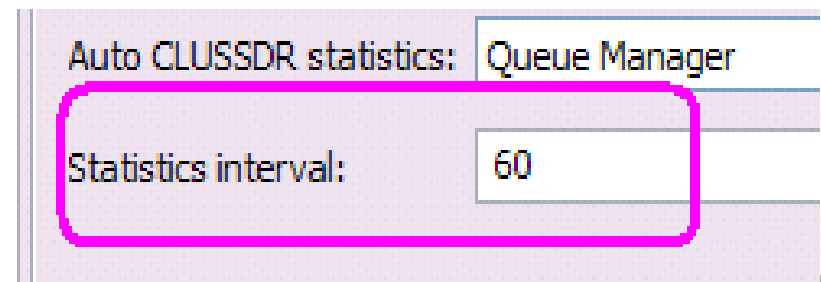 Auto CLUSSDR statistics: Queue Manager
Statistics interval: 60